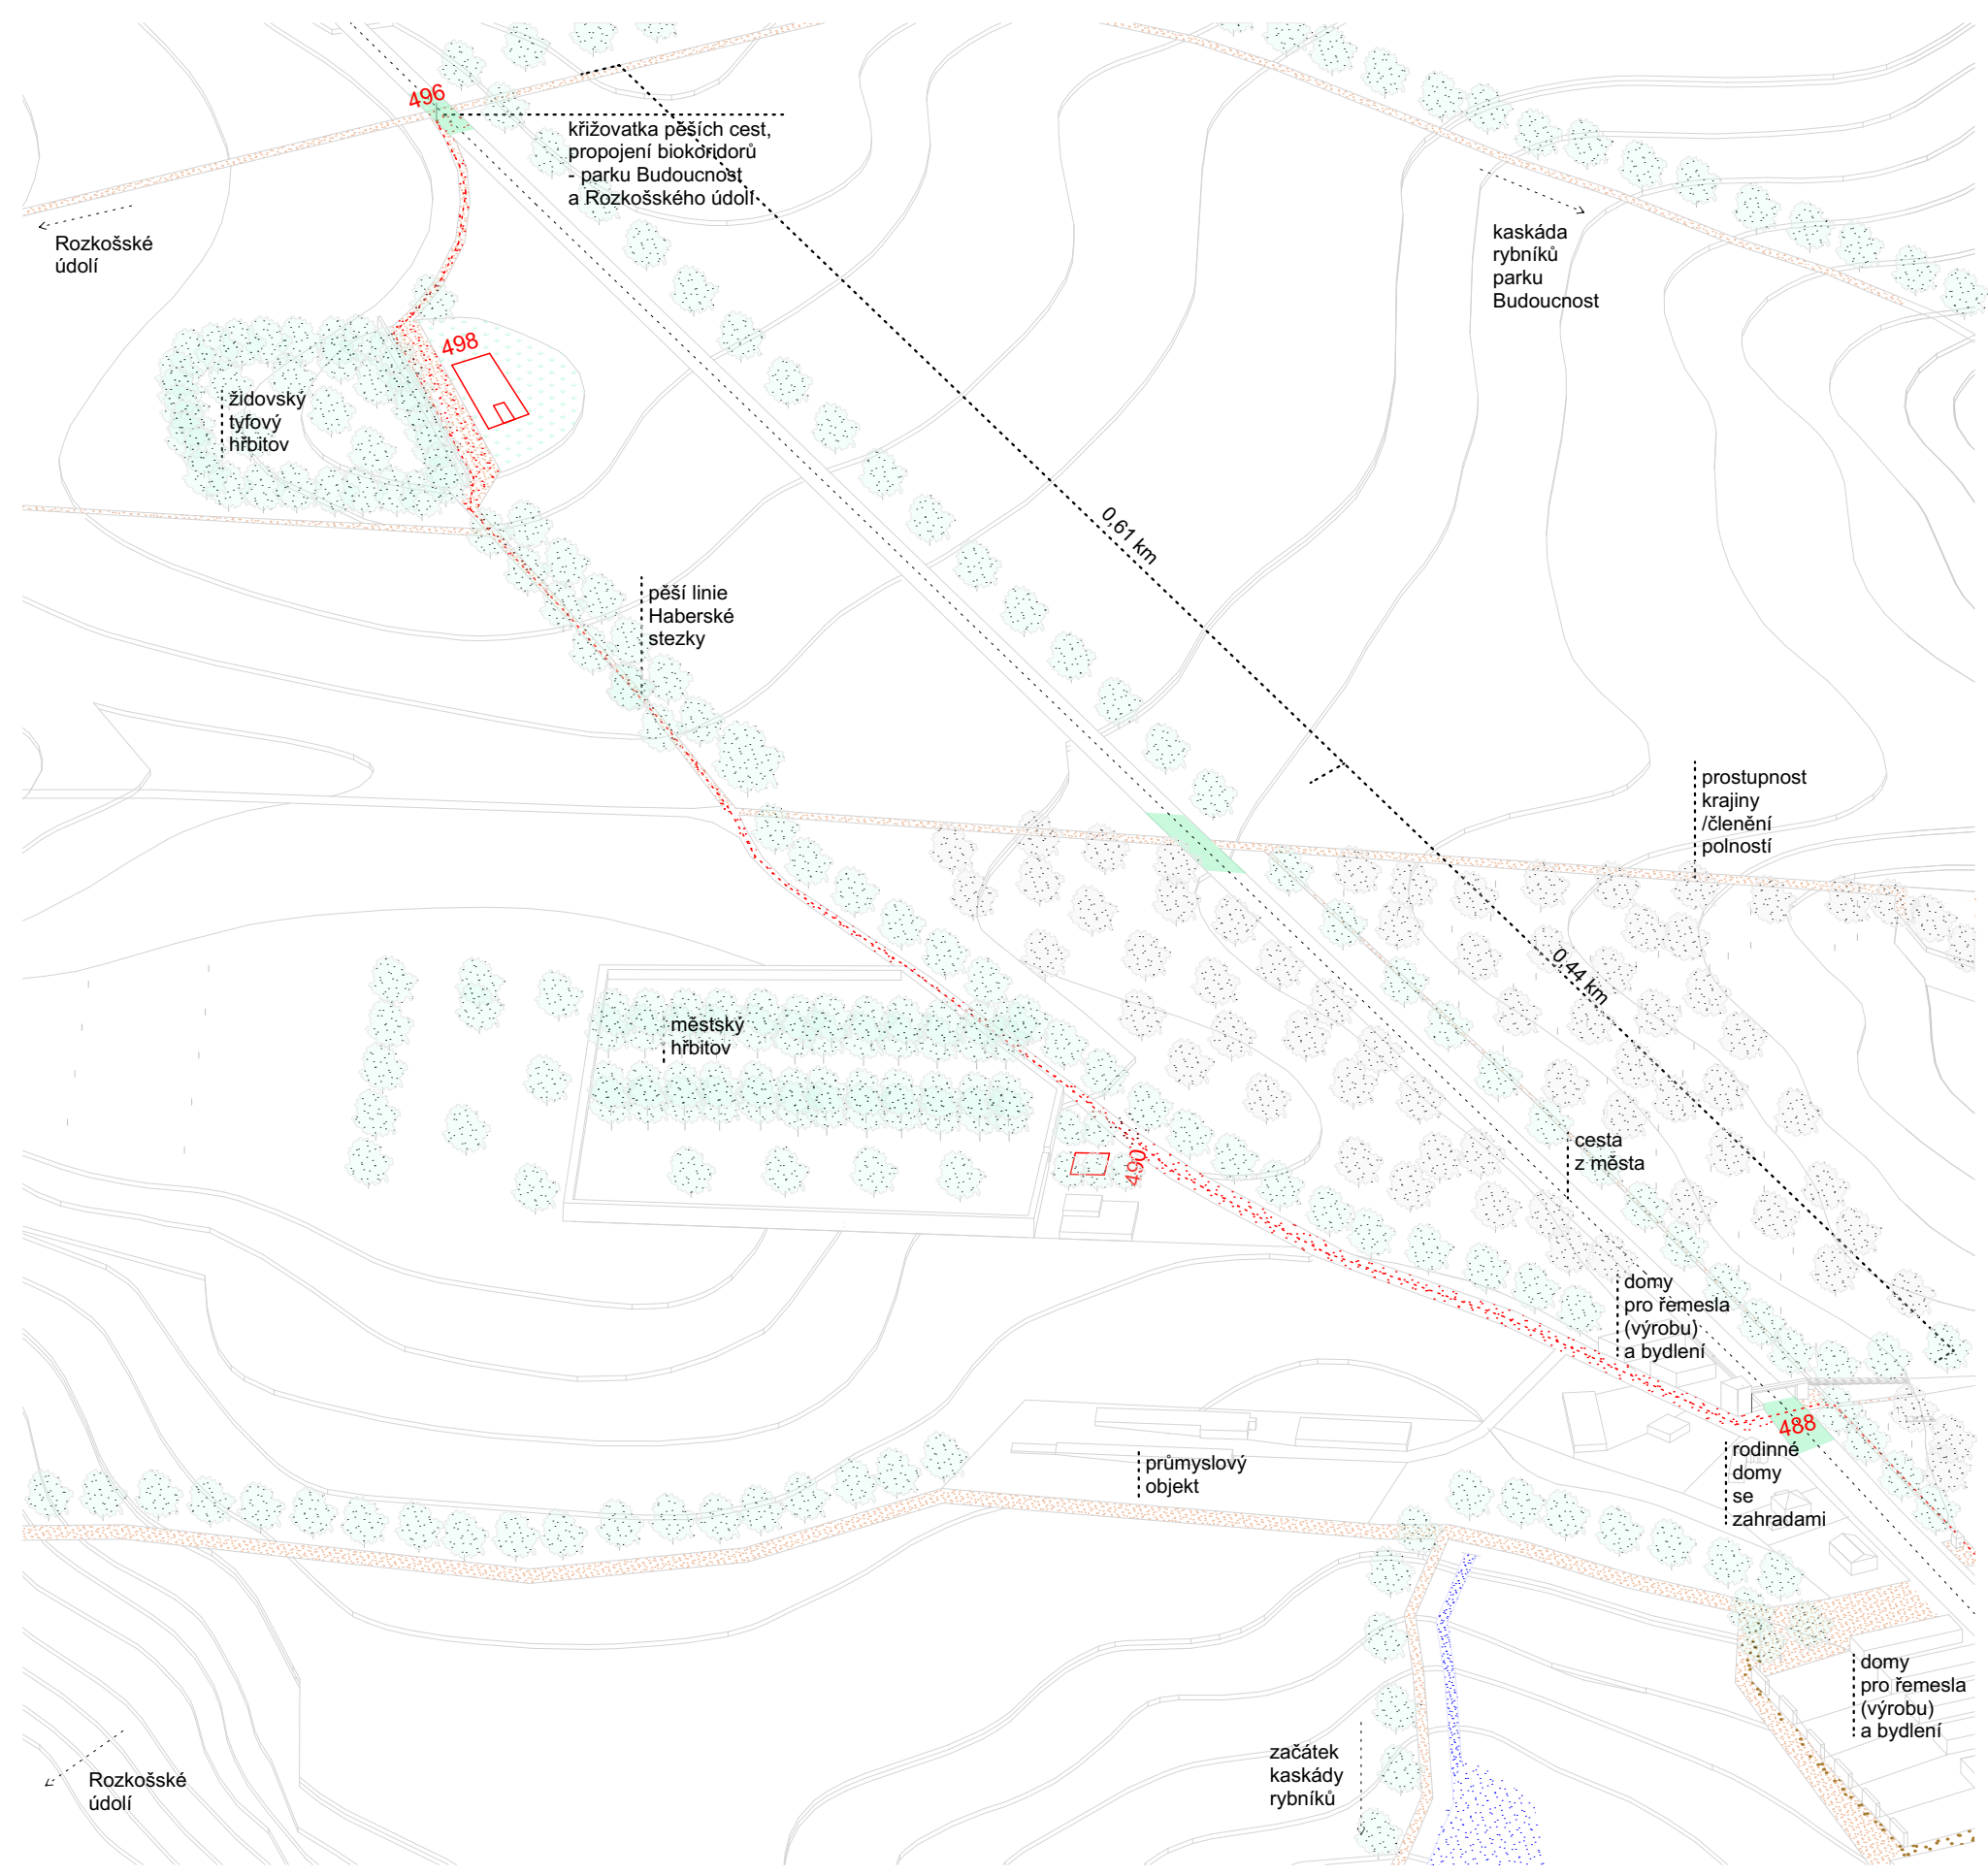 496
křižovatka pěších cest,
propojení biokoridorů
- parku Budoucnost
a Rozkošského údolí
Rozkošské
údolí
kaskáda
rybníků
parku
Budoucnost
498
židovský
tyfový
hřbitov
0,61 km
pěší linie
Haberské
stezky
prostupnost
krajiny
/členění
polností
0,44 km
městský
hřbitov
490
cesta
z města
domy
pro řemesla
(výrobu)
a bydlení
488
rodinné
domy
se
zahradami
průmyslový
objekt
domy
pro řemesla
(výrobu)
a bydlení
začátek
kaskády
rybníků
Rozkošské
údolí